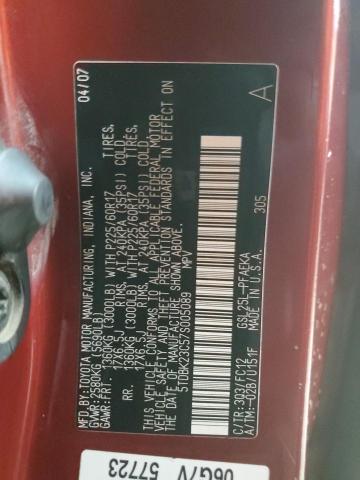 MFD.BY:TOYOTA MOTOR MANUFACTURING, INDIANA, INC. 04/07
GVWR:2580KG(5690LB)
GAWR:FRT. 1360KG(3000LB)WITH P225/60R17 TIRES,
17X6.5J RIMS, AT 240KPA(35PSI)COLD.
RR. 1360KG(3000LB)WITH P225/60R17 TIRES,
17X6.5J RIMS, AT 240KPA(35PSI)COLD.
THIS VEHICLE CONFORMS TO ALL APPLICABLE FEDERAL MOTOR
VEHICLE SAFETY AND THEFT PREVENTION STANDARDS IN EFFECT
ON THE DATE OF MANUFACTURE SHOWN ABOVE.
5TDBK23C57S005089 MPV
305
A
C/TR:3Q3/FC12 GSL25L-PFAEKA
A/TM:-02B/U151F MADE IN U.S.A.
06G7V
57723